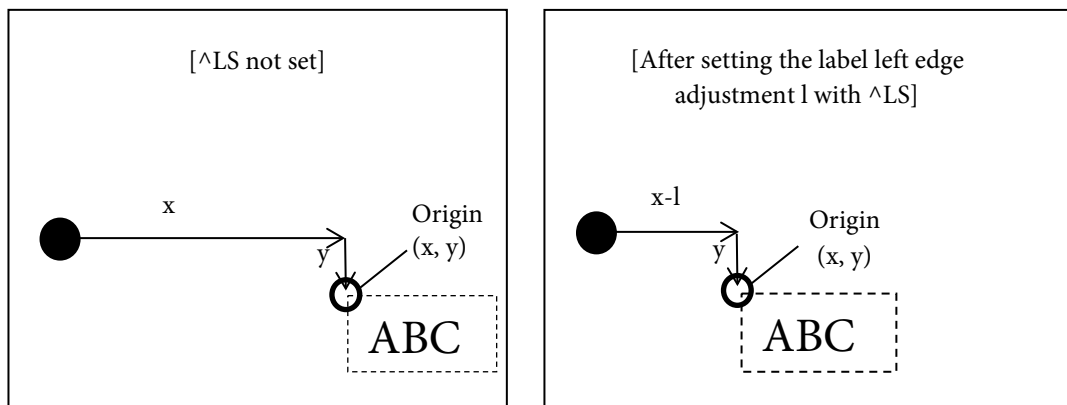 [^LS not set]
x
y
Origin
(x, y)
ABC
[After setting the label left edge
adjustment l with ^LS]
x-l
y
Origin
(x, y)
ABC